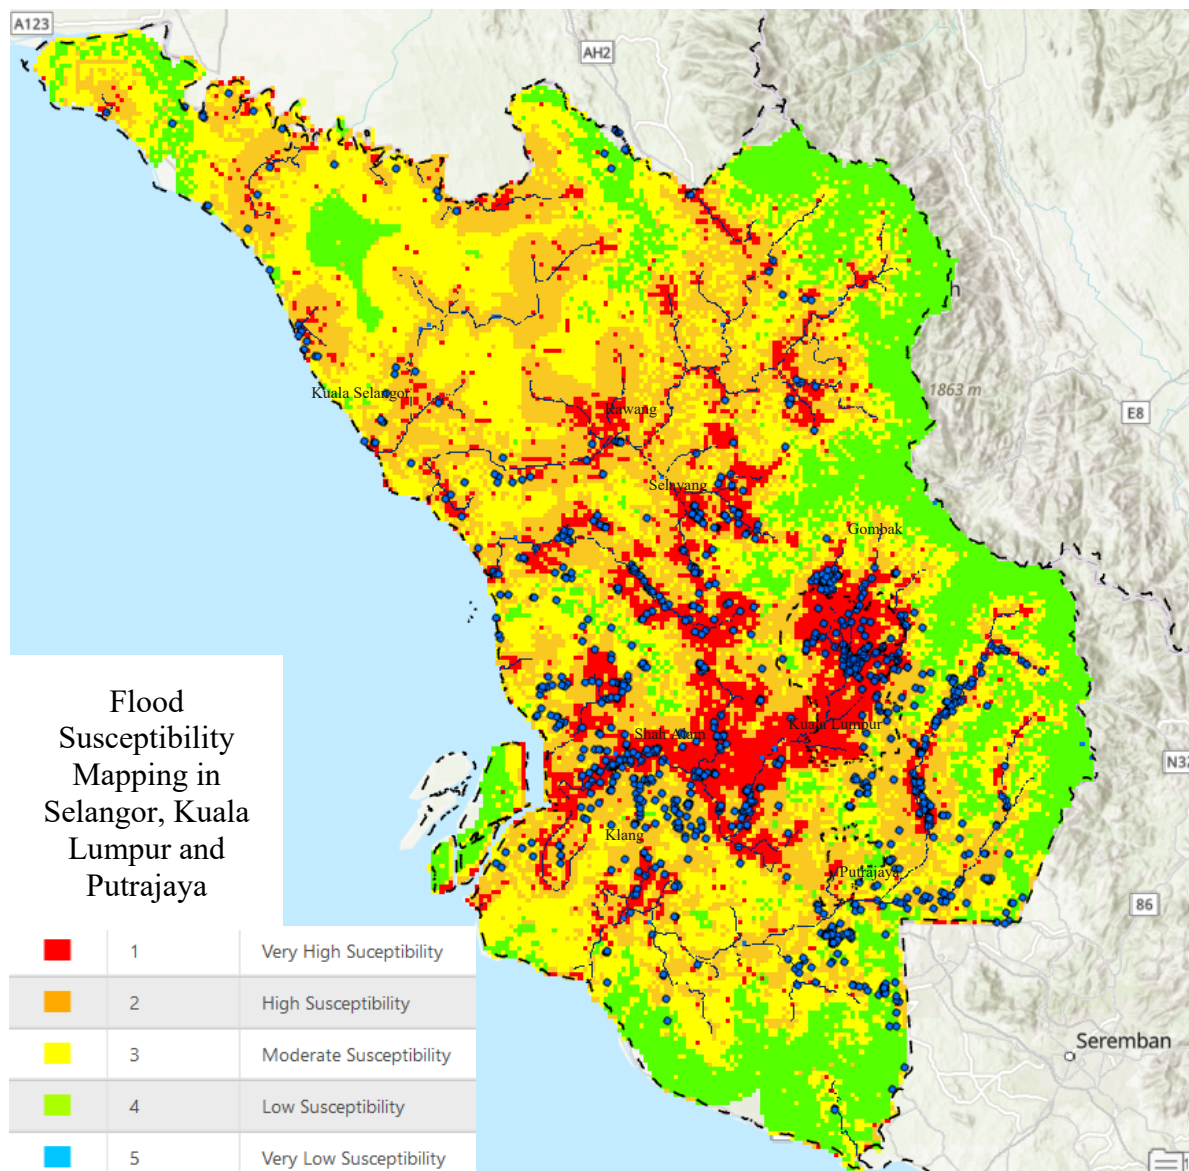 A123
AH2
h
1863 m
E8
Kuala Selangor
Rawang
Selayang
Gombak
Flood
Susceptibility
Mapping in
Selangor, Kuala
Lumpur and
Putrajaya
Shah Alam
Kuala Lumpur
N32
Klang
Putrajaya
86
1 Very High Suceptibility
2 High Susceptibility
3 Moderate Susceptibility
4 Low Susceptibility
5 Very Low Susceptibility
Seremban